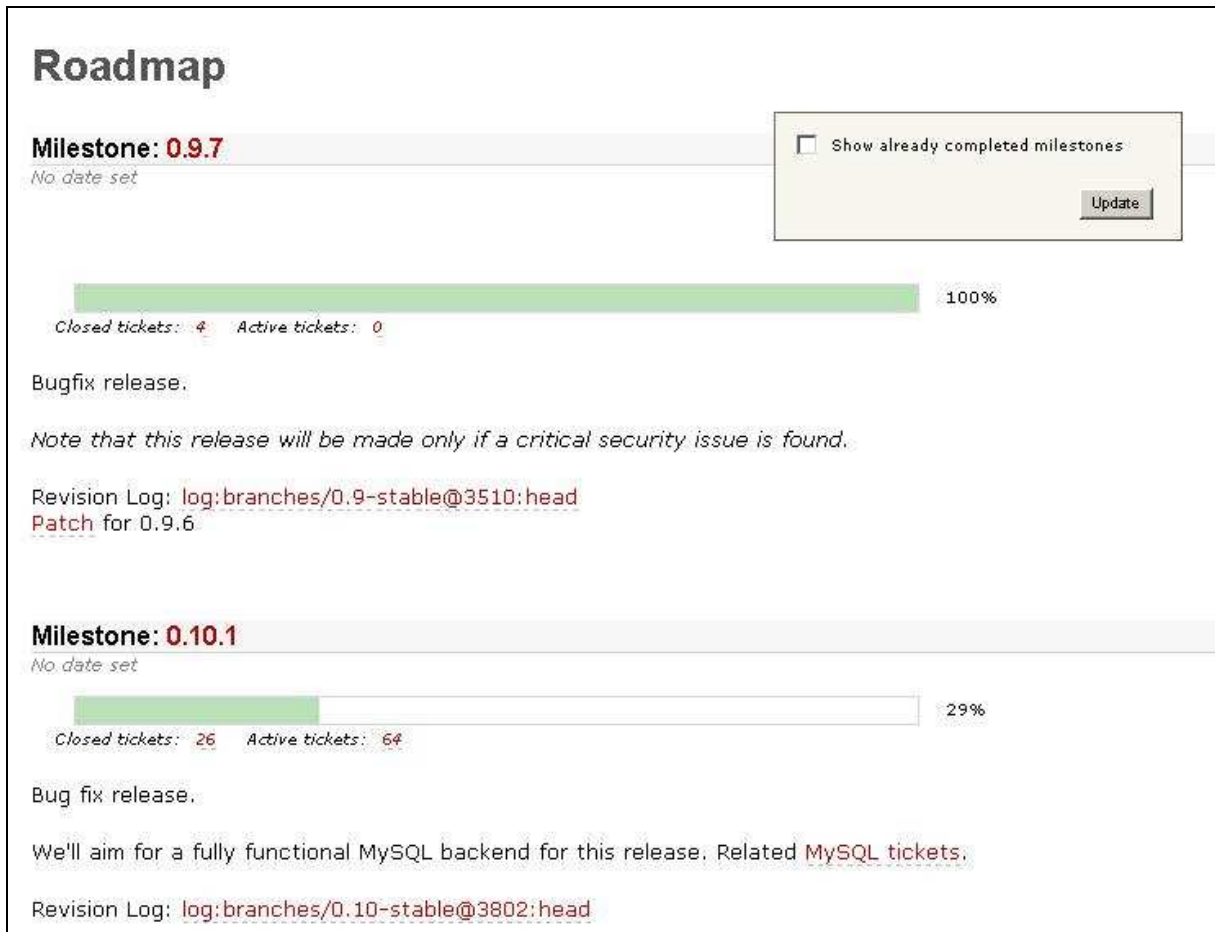 Roadmap
Milestone: 0.9.7
No date set
Show already completed milestones
Update
100%
Closed tickets: 4 Active tickets: 0
Bugfix release.
Note that this release will be made only if a critical security issue is found.
Revision Log: log:branches/0.9-stable@3510:head
Patch for 0.9.6
Milestone: 0.10.1
No date set
29%
Closed tickets: 26 Active tickets: 64
Bug fix release.
We'll aim for a fully functional MySQL backend for this release. Related MySQL tickets.
Revision Log: log:branches/0.10-stable@3802:head